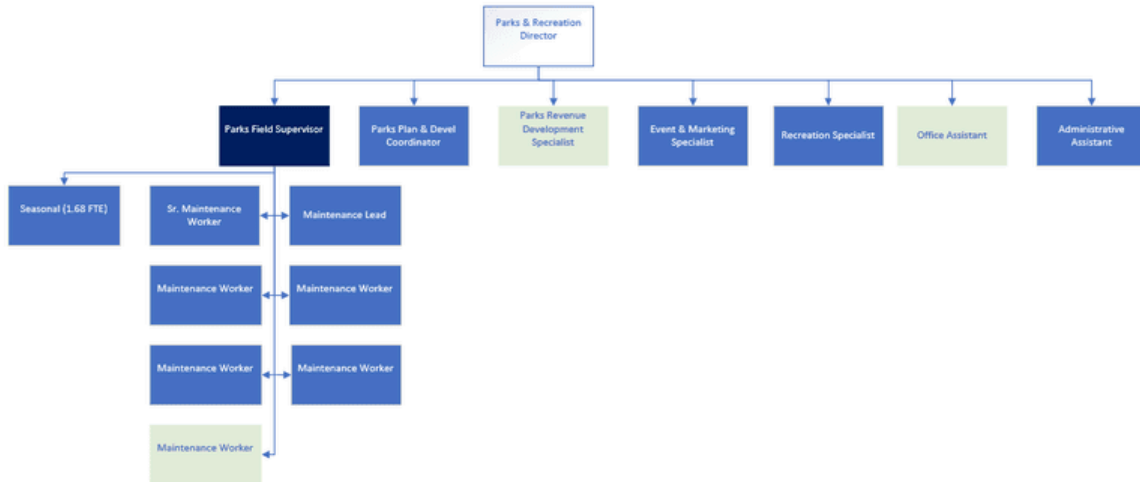 Parks & Recreation
Director
Parks Field Supervisor
Parks Plan & Devel
Coordinator
Parks Revenue
Development
Specialist
Event & Marketing
Specialist
Recreation Specialist
Office Assistant
Administrative
Assistant
Seasonal (1.68 FTE)
Sr. Maintenance
Worker
Maintenance Lead
Maintenance Worker
Maintenance Worker
Maintenance Worker
Maintenance Worker
Maintenance Worker